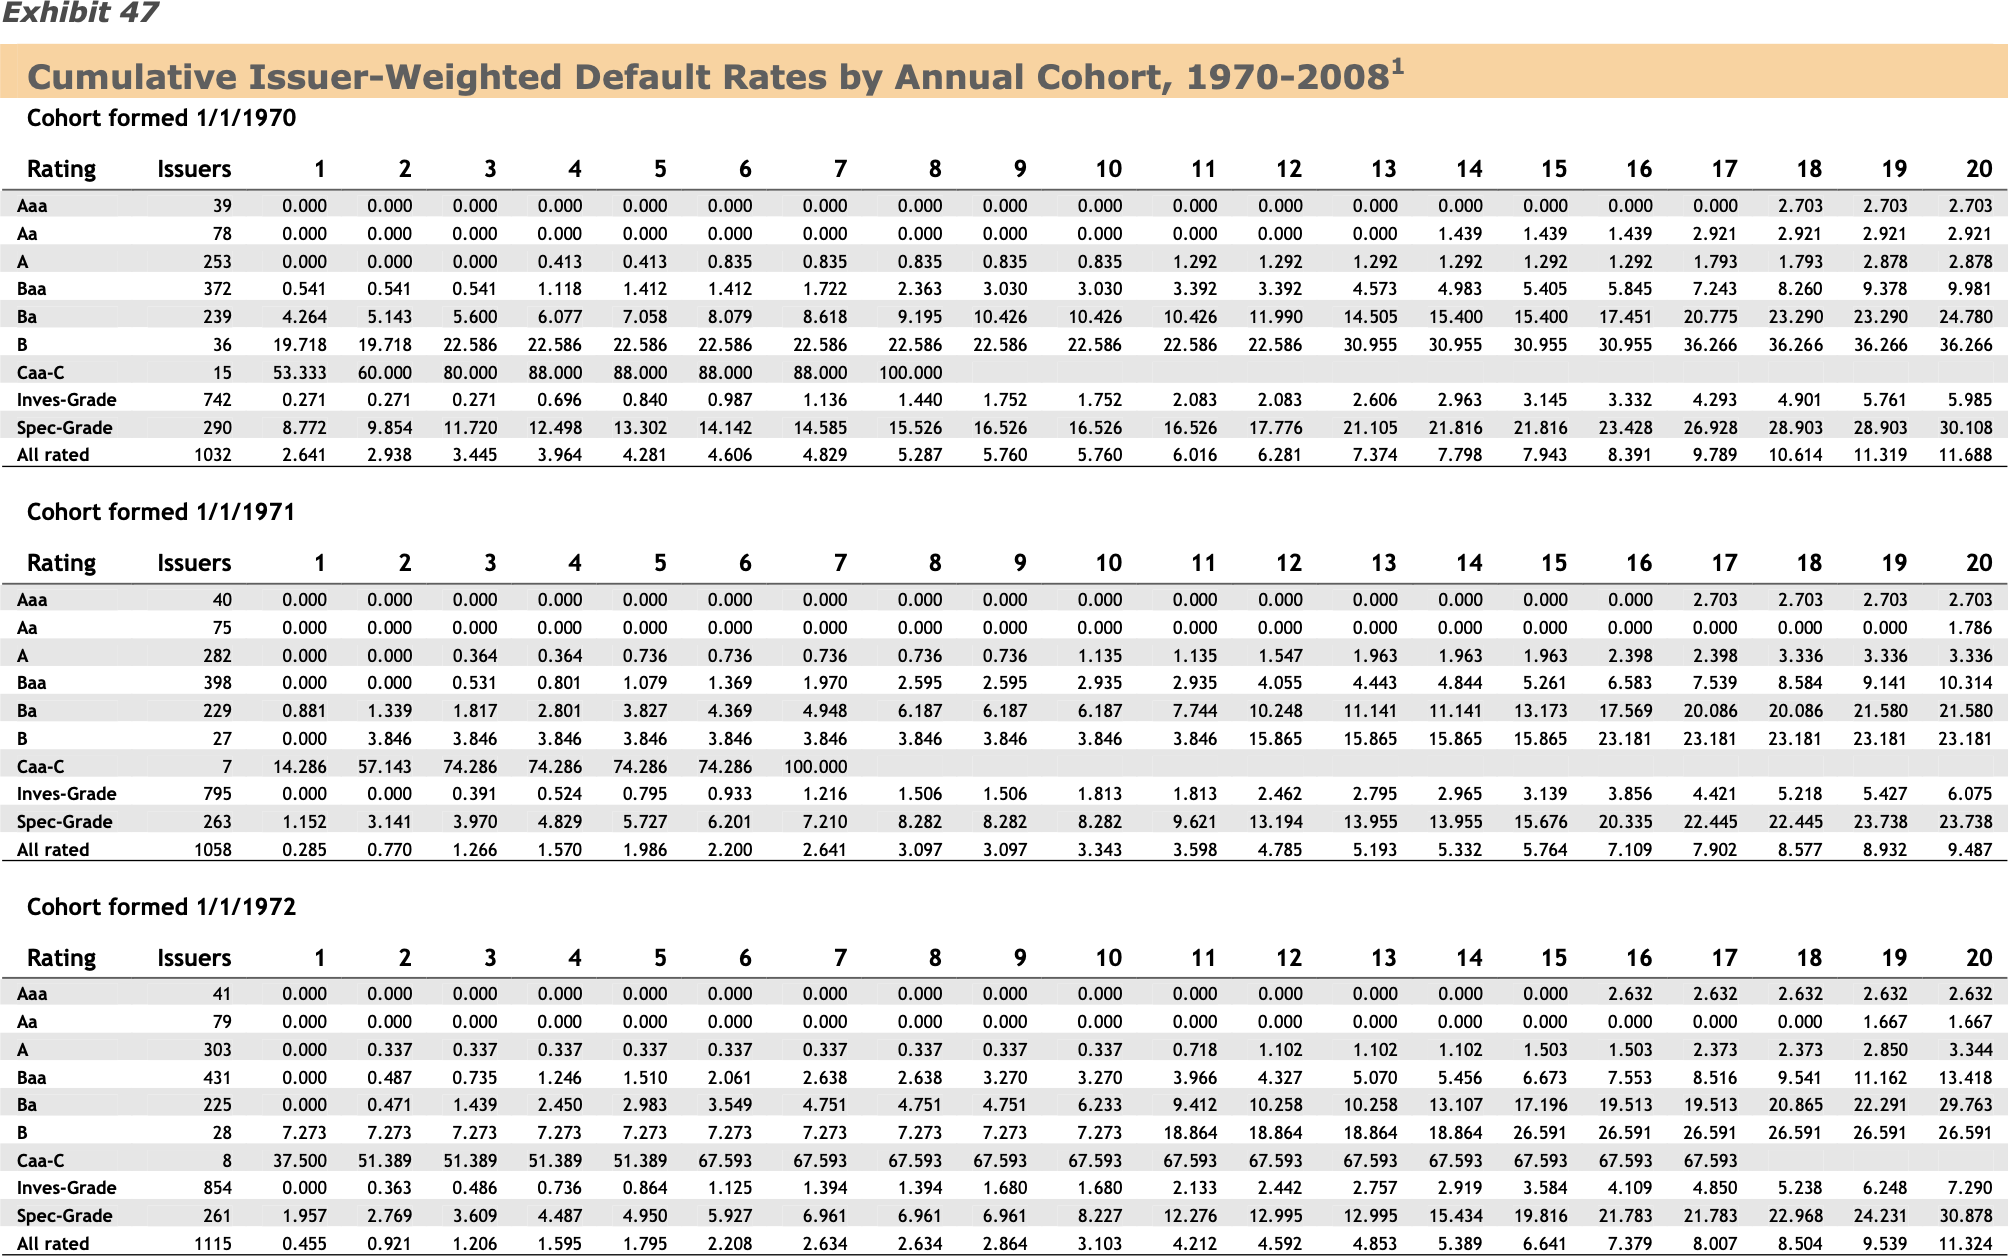 Exhibit 47
Cumulative Issuer-Weighted Default Rates by Annual Cohort, 1970-2008¹
Cohort formed 1/1/1970
Rating Issuers 1 2 3 4 5 6 7 8 9 10 11 12 13 14 15 16 17 18 19 20
Aaa 39 0.000 0.000 0.000 0.000 0.000 0.000 0.000 0.000 0.000 0.000 0.000 0.000 0.000 0.000 0.000 0.000 0.000 2.703 2.703 2.703
Aa 78 0.000 0.000 0.000 0.000 0.000 0.000 0.000 0.000 0.000 0.000 0.000 0.000 0.000 1.439 1.439 1.439 2.921 2.921 2.921 2.921
A 253 0.000 0.000 0.000 0.413 0.413 0.835 0.835 0.835 0.835 0.835 1.292 1.292 1.292 1.292 1.292 1.292 1.793 1.793 2.878 2.878
Baa 372 0.541 0.541 0.541 1.118 1.412 1.412 1.722 2.363 3.030 3.030 3.392 3.392 4.573 4.983 5.405 5.845 7.243 8.260 9.378 9.981
Ba 239 4.264 5.143 5.600 6.077 7.058 8.079 8.618 9.195 10.426 10.426 10.426 11.990 14.505 15.400 15.400 17.451 20.775 23.290 23.290 24.780
B 36 19.718 19.718 22.586 22.586 22.586 22.586 22.586 22.586 22.586 22.586 22.586 22.586 30.955 30.955 30.955 30.955 36.266 36.266 36.266 36.266
Caa-C 15 53.333 60.000 80.000 88.000 88.000 88.000 88.000 100.000
Inves-Grade 742 0.271 0.271 0.271 0.696 0.840 0.987 1.136 1.440 1.752 1.752 2.083 2.083 2.606 2.963 3.145 3.332 4.293 4.901 5.761 5.985
Spec-Grade 290 8.772 9.854 11.720 12.498 13.302 14.142 14.585 15.526 16.526 16.526 16.526 17.776 21.105 21.816 21.816 23.428 26.928 28.903 28.903 30.108
All rated 1032 2.641 2.938 3.445 3.964 4.281 4.606 4.829 5.287 5.760 5.760 6.016 6.281 7.374 7.798 7.943 8.391 9.789 10.614 11.319 11.688
Cohort formed 1/1/1971
Rating Issuers 1 2 3 4 5 6 7 8 9 10 11 12 13 14 15 16 17 18 19 20
Aaa 40 0.000 0.000 0.000 0.000 0.000 0.000 0.000 0.000 0.000 0.000 0.000 0.000 0.000 0.000 0.000 0.000 2.703 2.703 2.703 2.703
Aa 75 0.000 0.000 0.000 0.000 0.000 0.000 0.000 0.000 0.000 0.000 0.000 0.000 0.000 0.000 0.000 0.000 0.000 0.000 0.000 1.786
A 282 0.000 0.000 0.364 0.364 0.736 0.736 0.736 0.736 0.736 1.135 1.135 1.547 1.963 1.963 1.963 2.398 2.398 3.336 3.336 3.336
Baa 398 0.000 0.000 0.531 0.801 1.079 1.369 1.970 2.595 2.595 2.935 2.935 4.055 4.443 4.844 5.261 6.583 7.539 8.584 9.141 10.314
Ba 229 0.881 1.339 1.817 2.801 3.827 4.369 4.948 6.187 6.187 6.187 7.744 10.248 11.141 11.141 13.173 17.569 20.086 20.086 21.580 21.580
B 27 0.000 3.846 3.846 3.846 3.846 3.846 3.846 3.846 3.846 3.846 3.846 15.865 15.865 15.865 15.865 23.181 23.181 23.181 23.181 23.181
Caa-C 7 14.286 57.143 74.286 74.286 74.286 74.286 100.000
Inves-Grade 795 0.000 0.000 0.391 0.524 0.795 0.933 1.216 1.506 1.506 1.813 1.813 2.462 2.795 2.965 3.139 3.856 4.421 5.218 5.427 6.075
Spec-Grade 263 1.152 3.141 3.970 4.829 5.727 6.201 7.210 8.282 8.282 8.282 9.621 13.194 13.955 13.955 15.676 20.335 22.445 22.445 23.738 23.738
All rated 1058 0.285 0.770 1.266 1.570 1.986 2.200 2.641 3.097 3.097 3.343 3.598 4.785 5.193 5.332 5.764 7.109 7.902 8.577 8.932 9.487
Cohort formed 1/1/1972
Rating Issuers 1 2 3 4 5 6 7 8 9 10 11 12 13 14 15 16 17 18 19 20
Aaa 41 0.000 0.000 0.000 0.000 0.000 0.000 0.000 0.000 0.000 0.000 0.000 0.000 0.000 0.000 0.000 2.632 2.632 2.632 2.632 2.632
Aa 79 0.000 0.000 0.000 0.000 0.000 0.000 0.000 0.000 0.000 0.000 0.000 0.000 0.000 0.000 0.000 0.000 0.000 0.000 1.667 1.667
A 303 0.000 0.337 0.337 0.337 0.337 0.337 0.337 0.337 0.337 0.337 0.718 1.102 1.102 1.102 1.503 1.503 2.373 2.373 2.850 3.344
Baa 431 0.000 0.487 0.735 1.246 1.510 2.061 2.638 2.638 3.270 3.270 3.966 4.327 5.070 5.456 6.673 7.553 8.516 9.541 11.162 13.418
Ba 225 0.000 0.471 1.439 2.450 2.983 3.549 4.751 4.751 4.751 6.233 9.412 10.258 10.258 13.107 17.196 19.513 19.513 20.865 22.291 29.763
B 28 7.273 7.273 7.273 7.273 7.273 7.273 7.273 7.273 7.273 7.273 18.864 18.864 18.864 18.864 26.591 26.591 26.591 26.591 26.591 26.591
Caa-C 8 37.500 51.389 51.389 51.389 51.389 67.593 67.593 67.593 67.593 67.593 67.593 67.593 67.593 67.593 67.593 67.593 67.593
Inves-Grade 854 0.000 0.363 0.486 0.736 0.864 1.125 1.394 1.394 1.680 1.680 2.133 2.442 2.757 2.919 3.584 4.109 4.850 5.238 6.248 7.290
Spec-Grade 261 1.957 2.769 3.609 4.487 4.950 5.927 6.961 6.961 6.961 8.227 12.276 12.995 12.995 15.434 19.816 21.783 21.783 22.968 24.231 30.878
All rated 1115 0.455 0.921 1.206 1.595 1.795 2.208 2.634 2.634 2.864 3.103 4.212 4.592 4.853 5.389 6.641 7.379 8.007 8.504 9.539 11.324